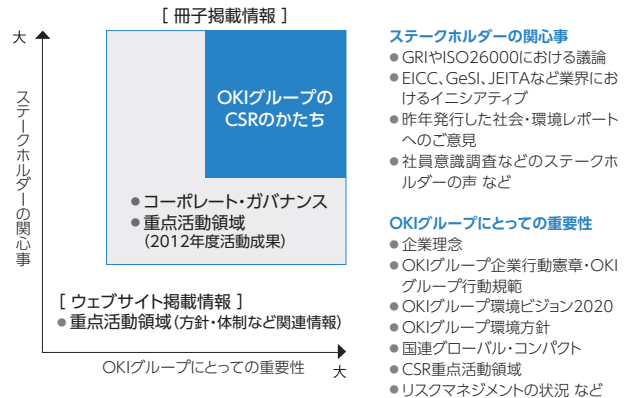 [ 冊子掲載情報 ]
大
ステークホルダーの関心事
OKIグループの
CSRのかたち
●コーポレート・ガバナンス
●重点活動領域
(2012年度活動成果)
[ ウェブサイト掲載情報 ]
●重点活動領域(方針・体制など関連情報)
OKIグループにとっての重要性
大
ステークホルダーの関心事
●GRIやISO26000における議論
●EICC、GeSI、JEITAなど業界にお
けるイニシアティブ
●昨年発行した社会・環境レポート
へのご意見
●社員意識調査などのステークホ
ルダーの声 など
OKIグループにとっての重要性
●企業理念
●OKIグループ企業行動憲章・OKI
グループ行動規範
●OKIグループ環境ビジョン2020
●OKIグループ環境方針
●国連グローバル・コンパクト
●CSR重点活動領域
●リスクマネジメントの状況 など